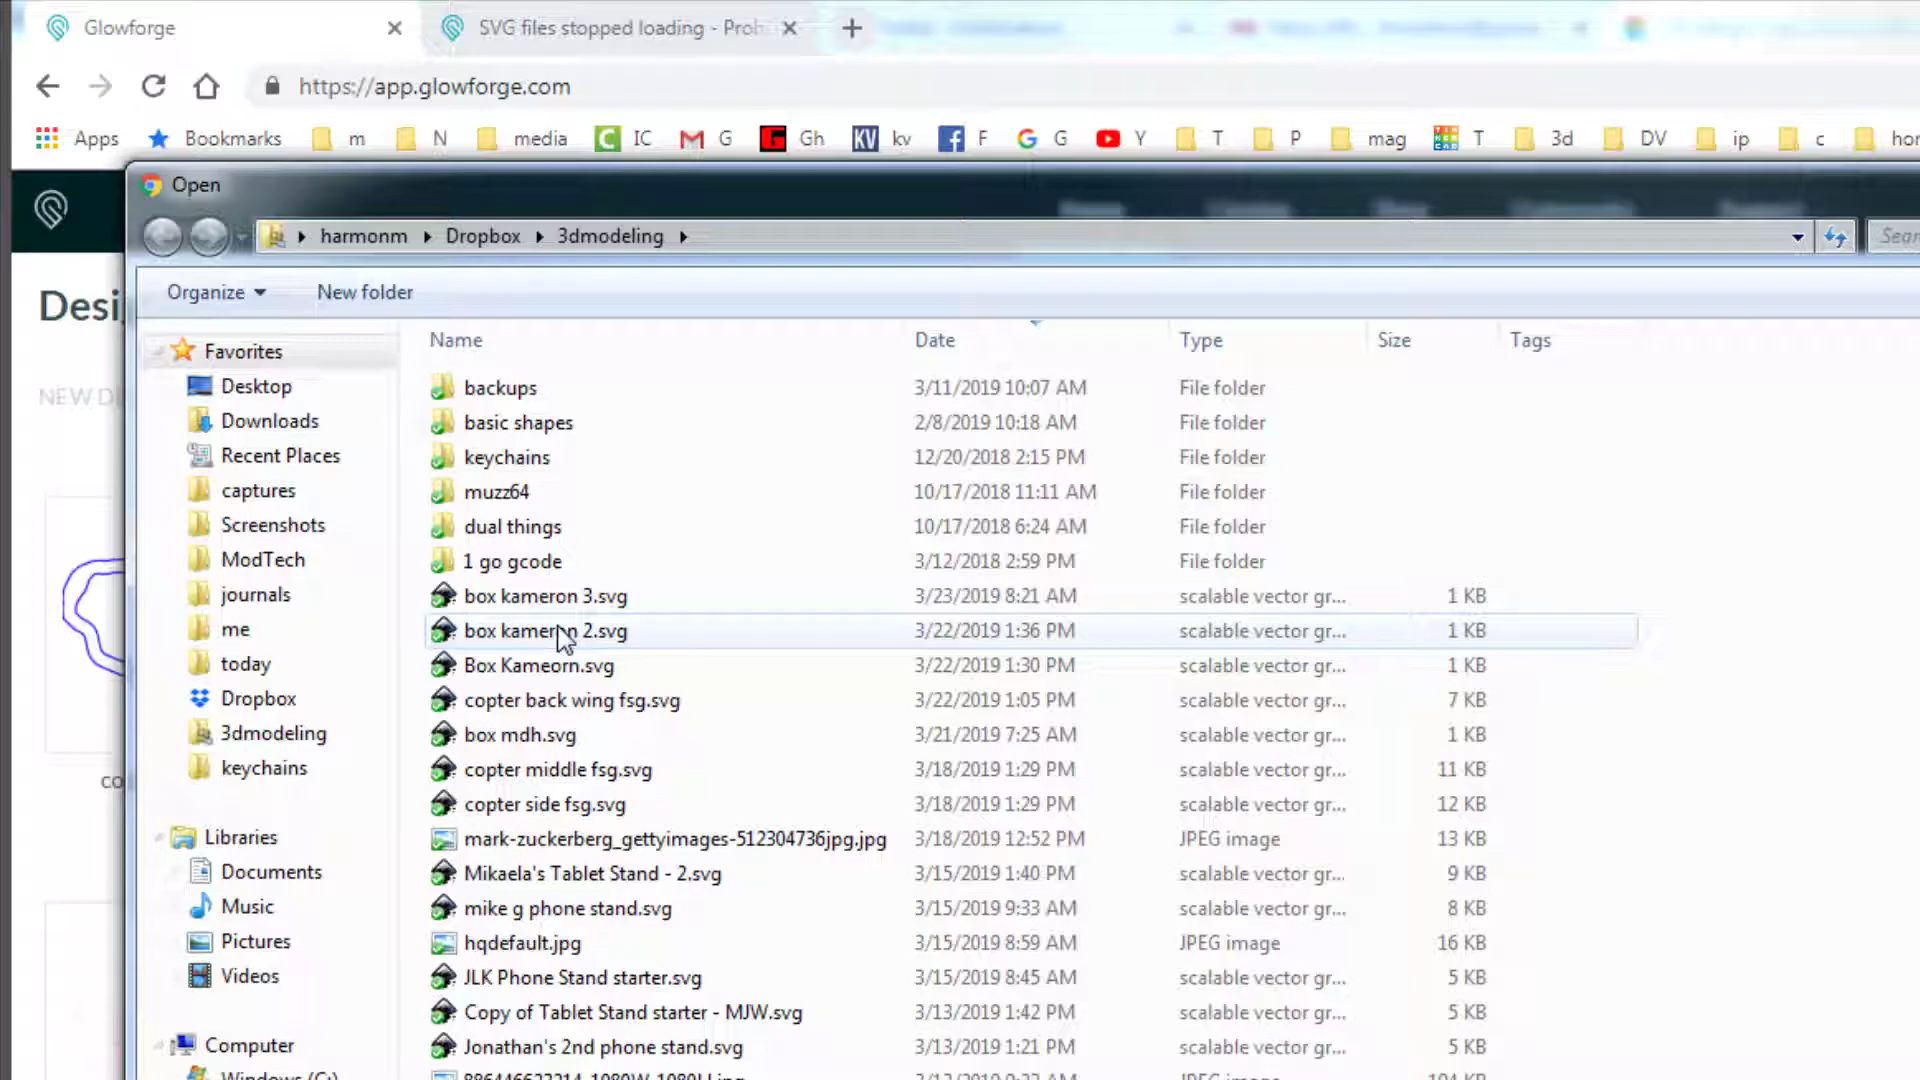 Glowforge
SVG files stopped loading - Prob
https://app.glowforge.com
Apps Bookmarks m N media IC G Gh kv F G Y T P mag T 3d DV ip c hor
Open
harmonm Dropbox 3dmodeling
Sear
Organize New folder
Desi
NEW D
Name Date Type Size Tags
Favorites
Desktop
Downloads
Recent Places
captures
Screenshots
ModTech
journals
me
today
Dropbox
3dmodeling
keychains
Libraries
Documents
Music
Pictures
Videos
Computer
Windows (C:)
co
backups 3/11/2019 10:07 AM File folder
basic shapes 2/8/2019 10:18 AM File folder
keychains 12/20/2018 2:15 PM File folder
muzz64 10/17/2018 11:11 AM File folder
dual things 10/17/2018 6:24 AM File folder
1 go gcode 3/12/2018 2:59 PM File folder
box kameron 3.svg 3/23/2019 8:21 AM scalable vector gr... 1 KB
box kameron 2.svg 3/22/2019 1:36 PM scalable vector gr... 1 KB
Box Kameorn.svg 3/22/2019 1:30 PM scalable vector gr... 1 KB
copter back wing fsg.svg 3/22/2019 1:05 PM scalable vector gr... 7 KB
box mdh.svg 3/21/2019 7:25 AM scalable vector gr... 1 KB
copter middle fsg.svg 3/18/2019 1:29 PM scalable vector gr... 11 KB
copter side fsg.svg 3/18/2019 1:29 PM scalable vector gr... 12 KB
mark-zuckerberg_gettyimages-512304736jpg.jpg 3/18/2019 12:52 PM JPEG image 13 KB
Mikaela's Tablet Stand - 2.svg 3/15/2019 1:40 PM scalable vector gr... 9 KB
mike g phone stand.svg 3/15/2019 9:33 AM scalable vector gr... 8 KB
hqdefault.jpg 3/15/2019 8:59 AM JPEG image 16 KB
JLK Phone Stand starter.svg 3/15/2019 8:45 AM scalable vector gr... 5 KB
Copy of Tablet Stand starter - MJW.svg 3/13/2019 1:42 PM scalable vector gr... 5 KB
Jonathan's 2nd phone stand.svg 3/13/2019 1:21 PM scalable vector gr... 5 KB